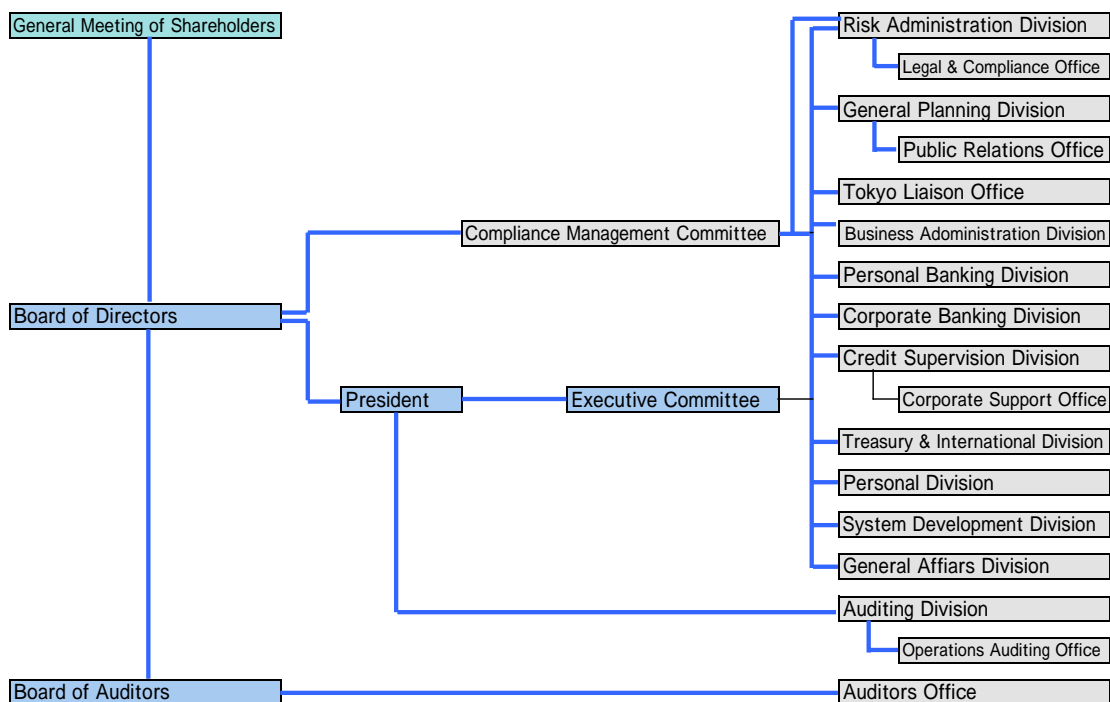 General Meeting of Shareholders
Risk Administration Division
Legal & Compliance Office
General Planning Division
Public Relations Office
Tokyo Liaison Office
Compliance Management Committee
Business Adoministration Division
Personal Banking Division
Board of Directors
Corporate Banking Division
Credit Supervision Division
President
Executive Committee
Corporate Support Office
Treasury & International Division
Personal Division
System Development Division
General Affiars Division
Auditing Division
Operations Auditing Office
Board of Auditors
Auditors Office